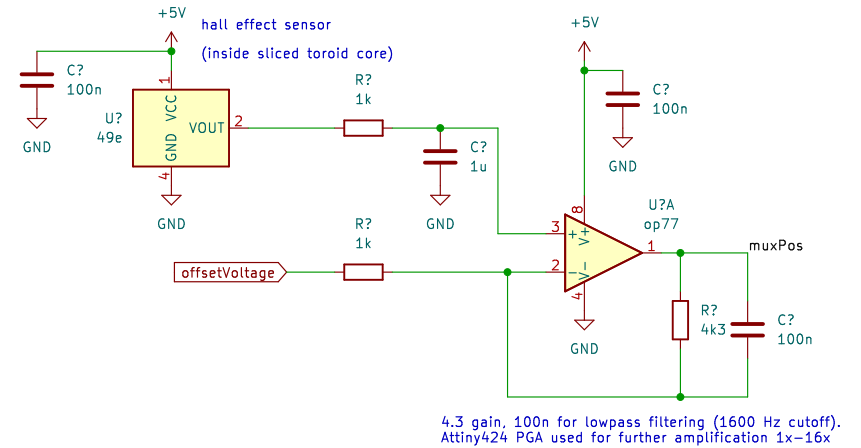 +5V
hall effect sensor
(inside sliced toroid core)
C?
100n
GND
1
VCC
U?
49e
VOUT
2
GND
4
GND
R?
1k
C?
1u
GND
+5V
C?
100n
GND
U?A
op77
8
3
+
V+
1
muxPos
2
-
V-
4
GND
R?
1k
offsetVoltage
R?
4k3
C?
100n
4.3 gain, 100n for lowpass filtering (1600 Hz cutoff).
Attiny424 PGA used for further amplification 1x-16x